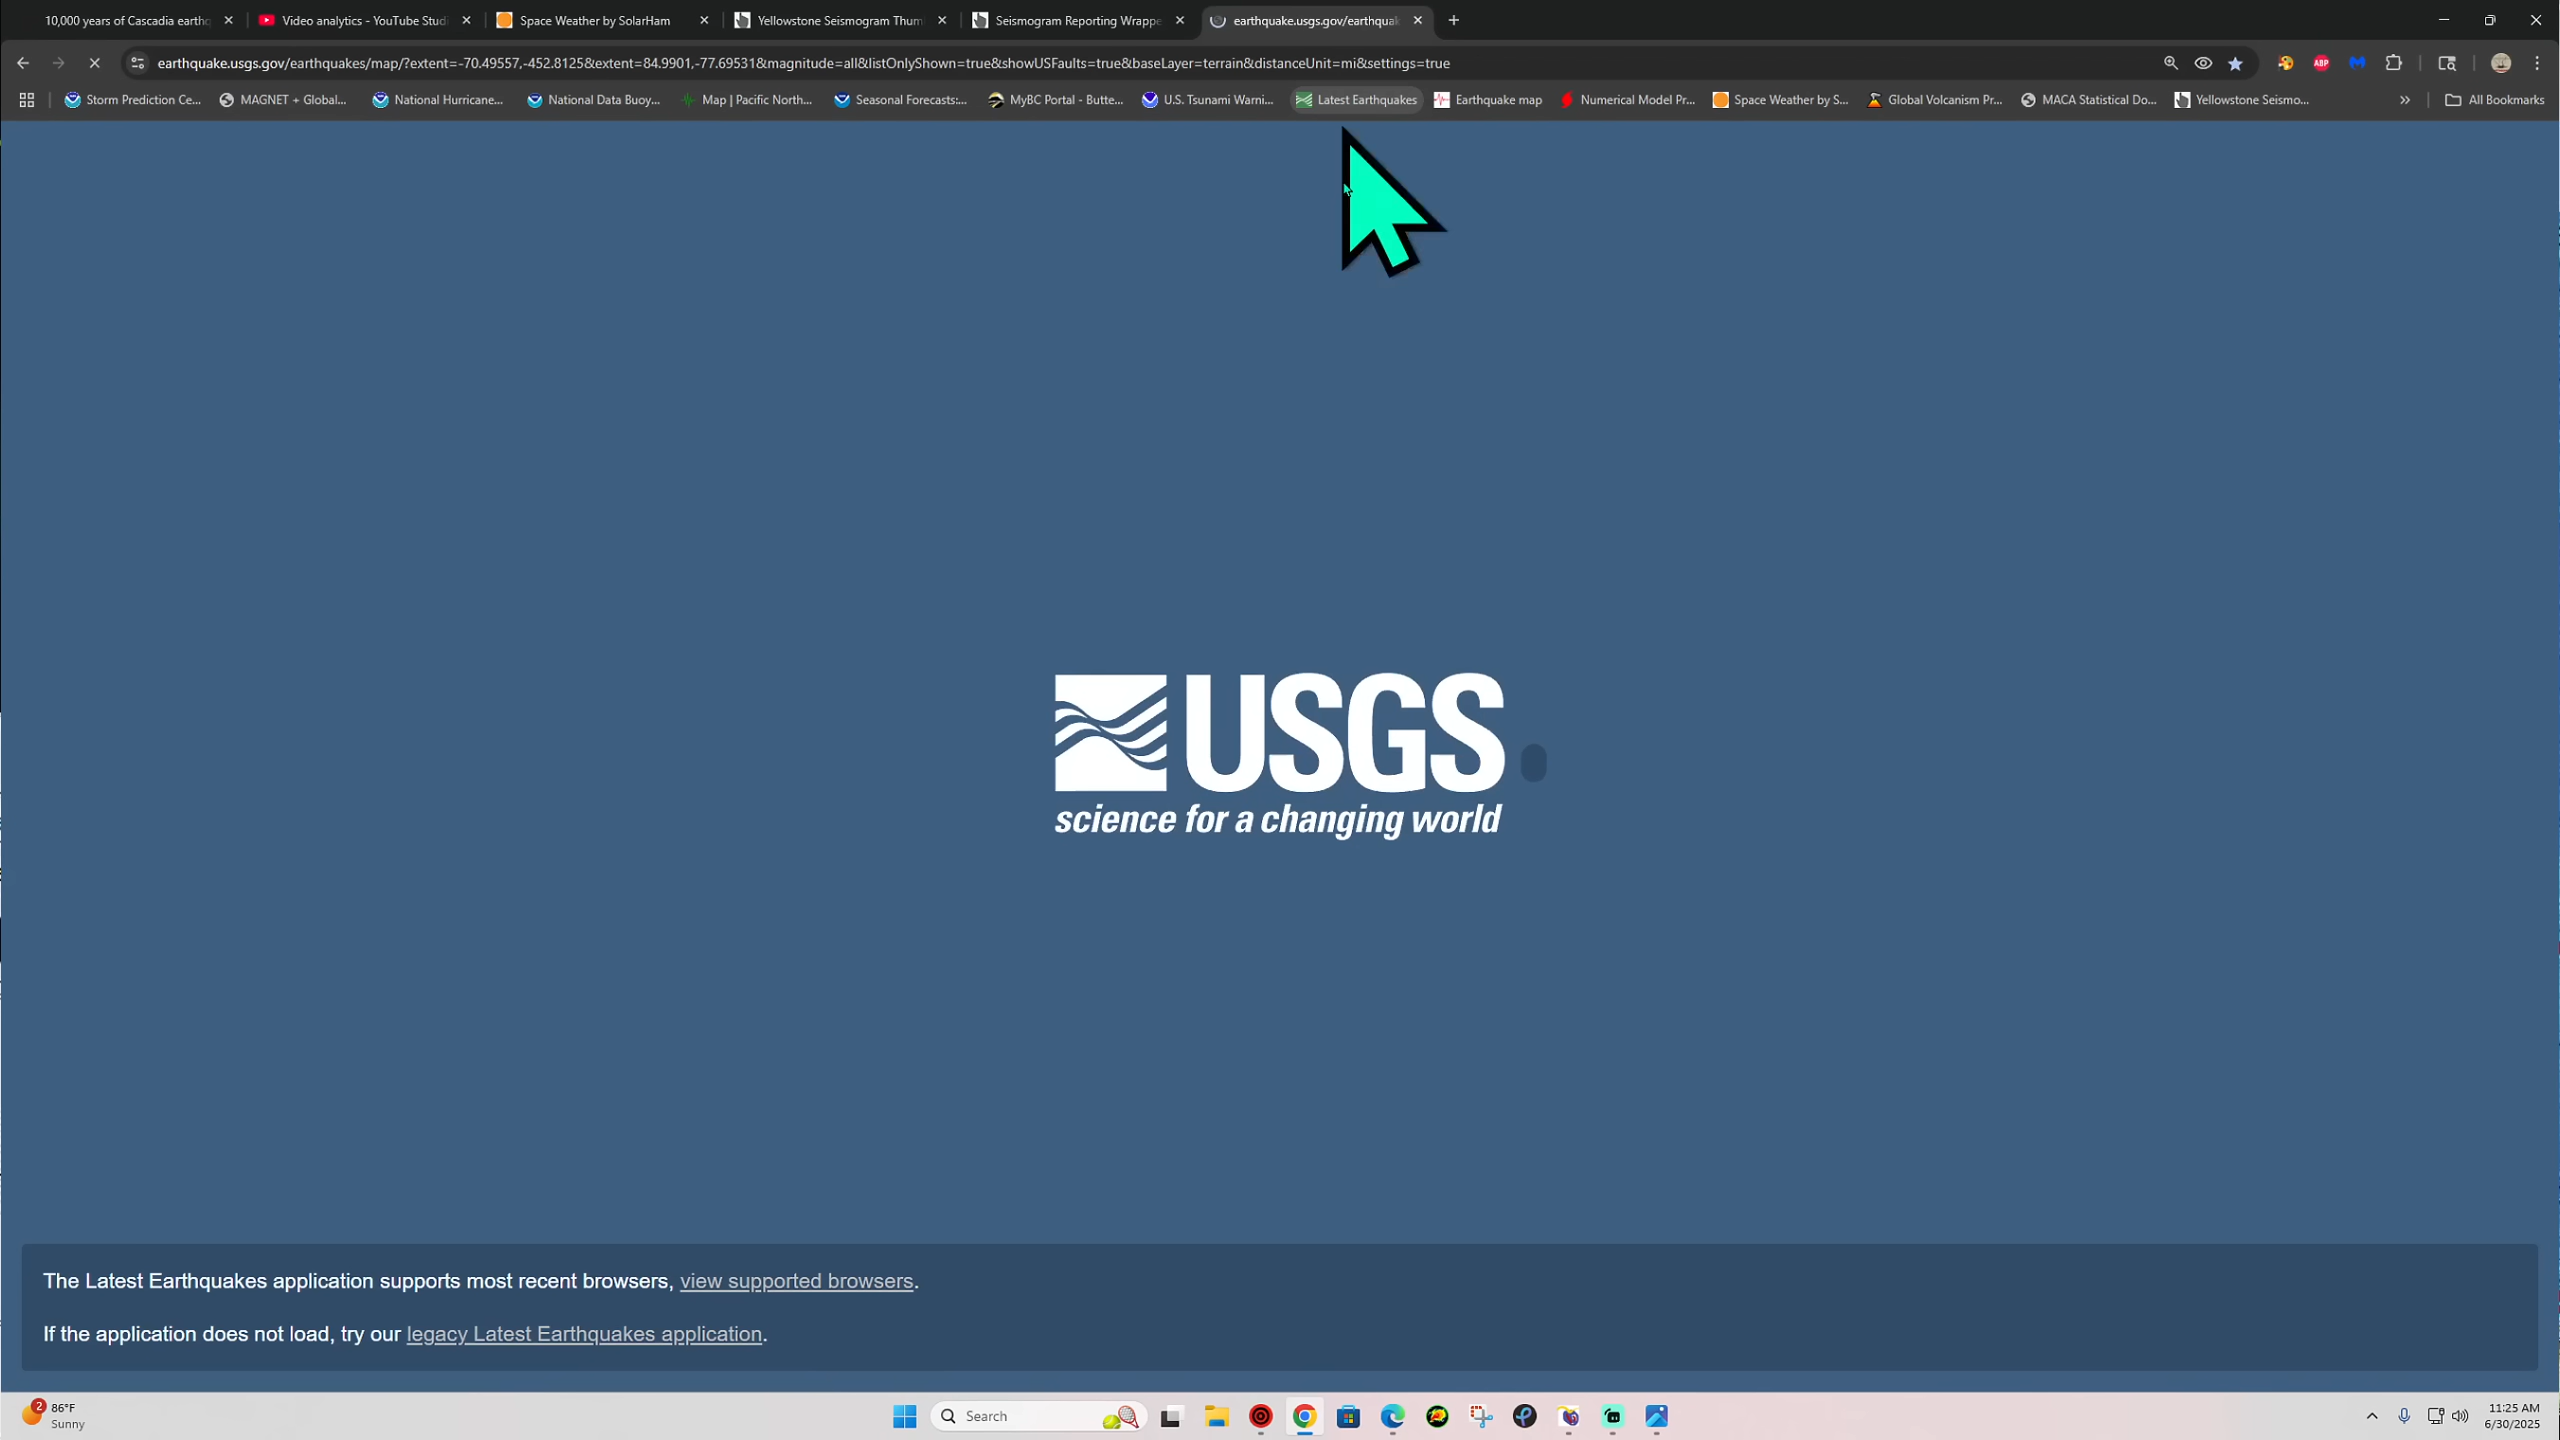 10,000 years of Cascadia earthq
Video analytics - YouTube Studi
Space Weather by SolarHam
Yellowstone Seismogram Thum
Seismogram Reporting Wrappe
earthquake.usgs.gov/earthquak
earthquake.usgs.gov/earthquakes/map/?extent=-70.49557,-452.8125&extent=84.9901,-77.69531&magnitude=all&listOnlyShown=true&showUSFaults=true&baseLayer=terrain&distanceUnit=mi&settings=true
ABP
Storm Prediction Ce...
MAGNET + Global...
National Hurricane...
National Data Buoy...
Map | Pacific North...
Seasonal Forecasts:...
MyBC Portal - Butte...
U.S. Tsunami Warni...
Latest Earthquakes
Earthquake map
Numerical Model Pr...
Space Weather by S...
Global Volcanism Pr...
MACA Statistical Do...
Yellowstone Seismo...
All Bookmarks
USGS
science for a changing world
The Latest Earthquakes application supports most recent browsers, view supported browsers.
If the application does not load, try our legacy Latest Earthquakes application.
2
86°F
Sunny
Search
11:25 AM
6/30/2025